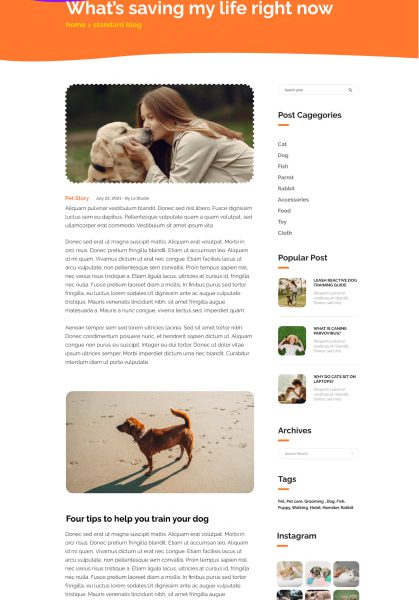 What's saving my life right now
home > standard blog
Search post
Post Cagegories
Cat
Dog
Fish
Parrot
Rabbit
Accessories
Food
Toy
Cloth
Pet Story July 22, 2021 - By La Studio
Aliquam pulvinar vestibulum blandit. Donec sed nisl libero. Fusce dignissim
luctus sem eu dapibus. Pellentesque vulputate quam a quam volutpat, sed
ullamcorper erat commodo. Vestibulum sit amet ipsum vita
Donec sed erat ut magna suscipit mattis. Aliquam erat volutpat. Morbi in
orci risus. Donec pretium fringilla blandit. Etiam ut accumsan leo. Aliquam
id mi quam. Vivamus dictum ut erat nec congue. Etiam facilisis lacus ut
arcu vulputate, non pellentesque sem convallis. Proin tempus sapien nisi,
nec varius risus tristique a. Etiam ligula lacus, ultricies at cursus id, fringilla
nec nulla. Fusce pretium laoreet diam a mollis. In finibus purus sed tortor
fringilla, eu luctus lorem sodales.Ut dignissim ante ac augue vulputate
tristique. Mauris venenatis tincidunt nibh, sit amet fringilla augue
malesuada a. Mauris a nunc congue, viverra lectus sed, imperdiet quam.
Aenean tempor sem sed lorem ultricies lacinia. Sed sit amet tortor nibh.
Donec condimentum posuere nunc, et hendrerit sapien dictum ut. Aliquam
congue non purus eu suscipit. Integer eu dui tortor. Donec ut dolor vitae
ipsum ultricies semper. Morbi imperdiet dictum urna nec blandit. Curabitur
interdum diam ut porta vulputate.
Popular Post
LEASH REACTIVE DOG
TRAINING GUIDE
Aliquam pulvinar
vestibulum blandit
Donec sed nisl
WHAT IS CANINE
PARVOVIRUS?
Aliquam pulvinar
vestibulum blandit
Donec sed nisl
WHY DO CATS SIT ON
LAPTOPS?
Aliquam pulvinar
vestibulum blandit
Donec sed nisl
Archives
Select Month
Tags
Pet, Pet care, Grooming , Dog, Fish,
Puppy, Walking, Hotel, Hamster, Rabbit
Instagram
Four tips to help you train your dog
Donec sed erat ut magna suscipit mattis. Aliquam erat volutpat. Morbi in
orci risus. Donec pretium fringilla blandit. Etiam ut accumsan leo. Aliquam
id mi quam. Vivamus dictum ut erat nec congue. Etiam facilisis lacus ut
arcu vulputate, non pellentesque sem convallis. Proin tempus sapien nisi,
nec varius risus tristique a. Etiam ligula lacus, ultricies at cursus id, fringilla
nec nulla. Fusce pretium laoreet diam a mollis. In finibus purus sed tortor
fringilla, eu luctus lorem sodales.Ut dignissim ante ac augue vulputate